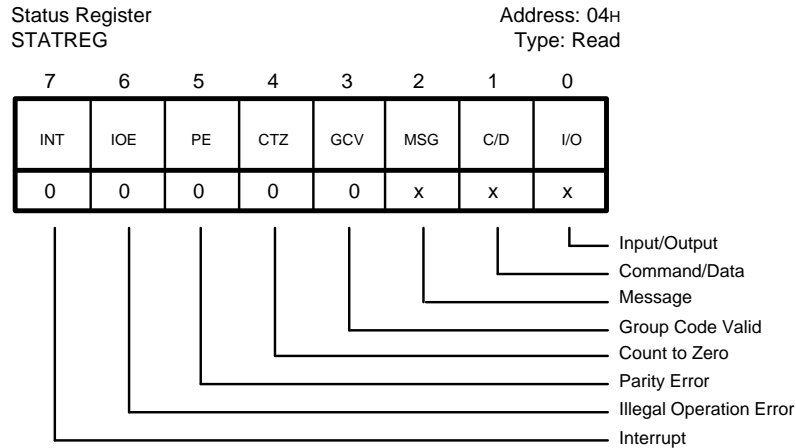 Status Register Address: 04H
STATREG Type: Read
7 6 5 4 3 2 1 0
INT IOE PE CTZ GCV MSG C/D I/O
0 0 0 0 0 x x x
Input/Output
Command/Data
Message
Group Code Valid
Count to Zero
Parity Error
Illegal Operation Error
Interrupt